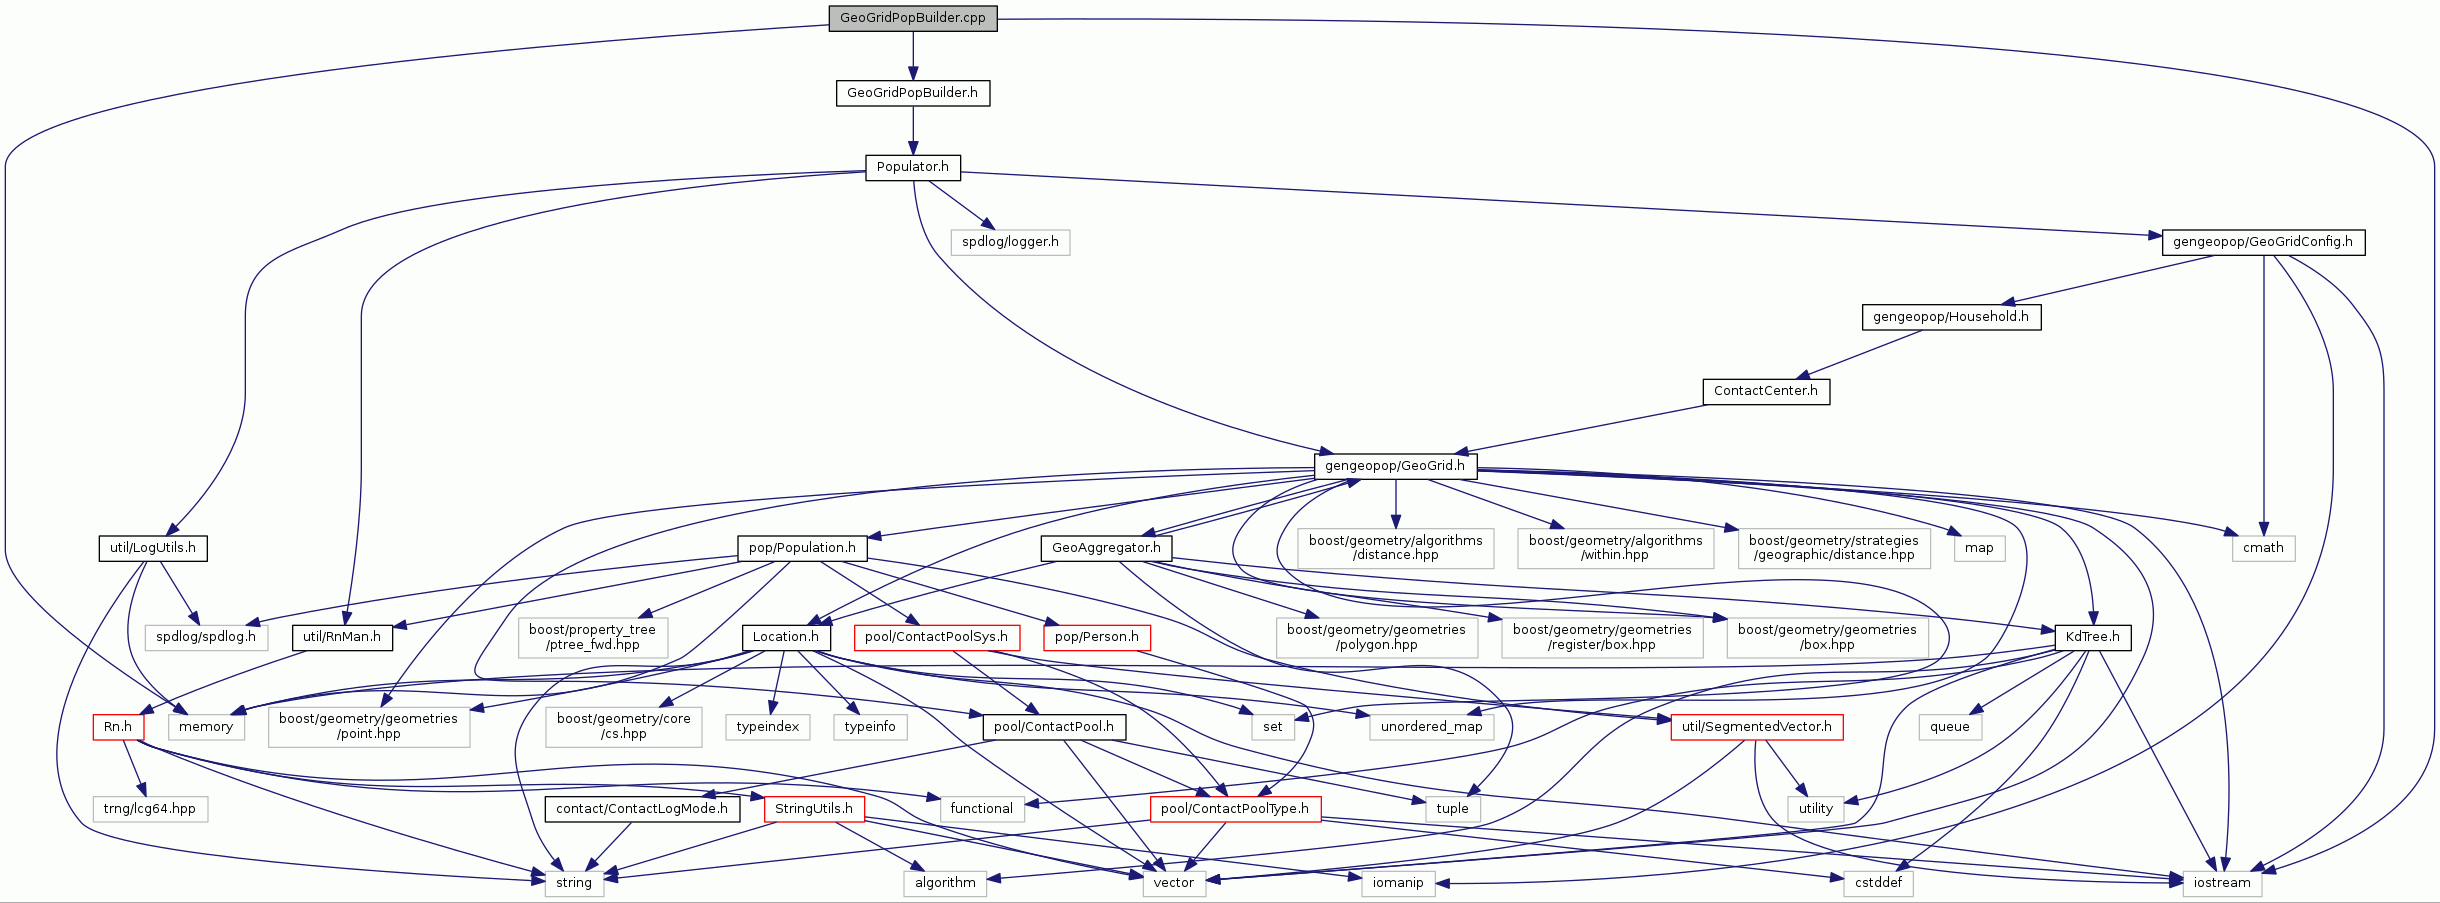 GeoGridPopBuilder.cpp
GeoGridPopBuilder.h
Populator.h
spdlog/logger.h
gengeopop/GeoGridConfig.h
gengeopop/Household.h
ContactCenter.h
gengeopop/GeoGrid.h
util/LogUtils.h
pop/Population.h
GeoAggregator.h
boost/geometry/algorithms
/distance.hpp
boost/geometry/algorithms
/within.hpp
boost/geometry/strategies
/geographic/distance.hpp
map
cmath
spdlog/spdlog.h
util/RnMan.h
boost/property_tree
/ptree_fwd.hpp
Location.h
pool/ContactPoolSys.h
pop/Person.h
boost/geometry/geometries
/polygon.hpp
boost/geometry/geometries
/register/box.hpp
boost/geometry/geometries
/box.hpp
KdTree.h
Rn.h
memory
boost/geometry/geometries
/point.hpp
boost/geometry/core
/cs.hpp
typeindex
typeinfo
pool/ContactPool.h
set
unordered_map
util/SegmentedVector.h
queue
trng/lcg64.hpp
contact/ContactLogMode.h
StringUtils.h
functional
pool/ContactPoolType.h
tuple
utility
string
algorithm
vector
iomanip
cstddef
iostream